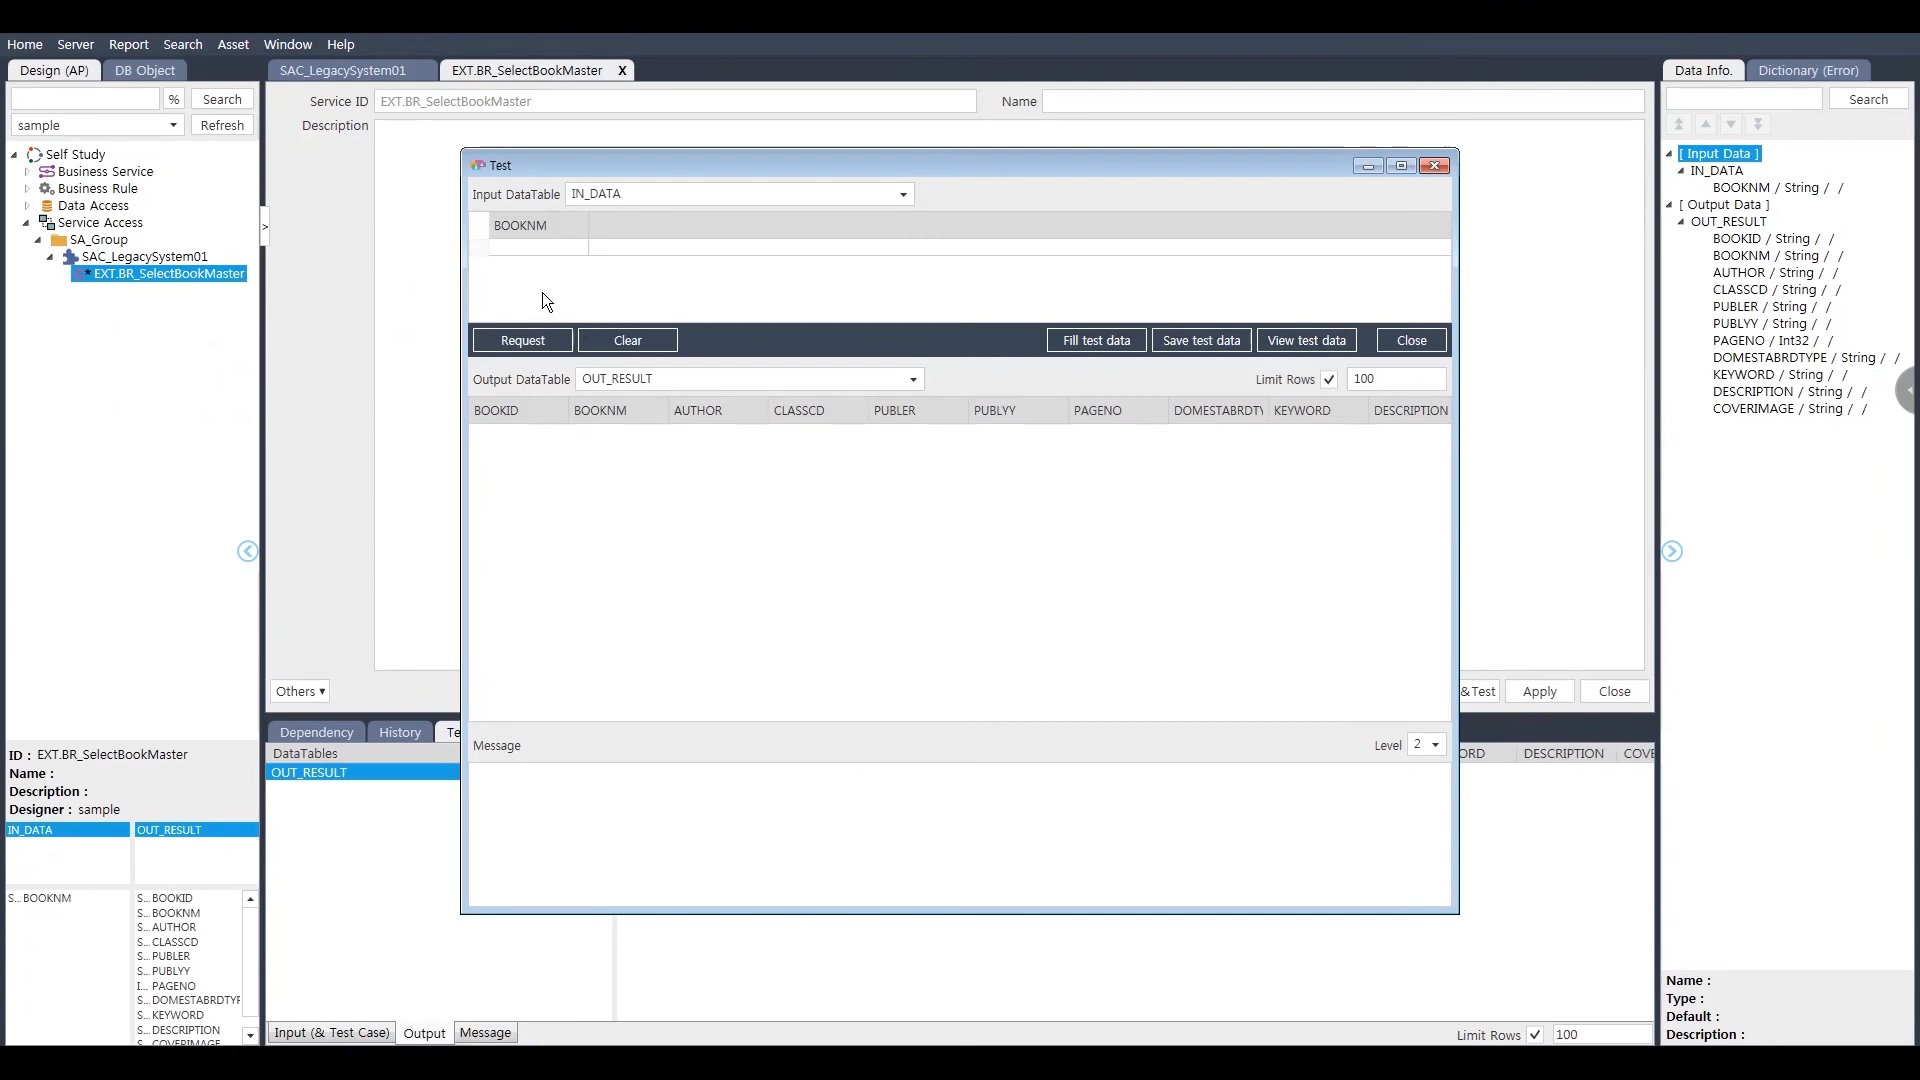 Home Server Report Search Asset Window Help
Design (AP) DB Object
SAC_LegacySystem01 EXT.BR_SelectBookMaster X
Data Info. Dictionary (Error)
% Search
sample Refresh
Self Study
Business Service
Business Rule
Data Access
Service Access
SA_Group
SAC_LegacySystem01
* EXT.BR_SelectBookMaster
ID : EXT.BR_SelectBookMaster
Name :
Description :
Designer : sample
IN_DATA OUT_RESULT
S... BOOKNM
S... BOOKID
S... BOOKNM
S... AUTHOR
S... CLASSCD
S... PUBLER
S... PUBLYY
I... PAGENO
S... DOMESTABRDTYF
S... KEYWORD
S... DESCRIPTION
S... COVERIMAGE
Service ID EXT.BR_SelectBookMaster Name
Description
>
Test
Input DataTable IN_DATA
BOOKNM
Request Clear Fill test data Save test data View test data Close
Output DataTable OUT_RESULT Limit Rows 100
BOOKID BOOKNM AUTHOR CLASSCD PUBLER PUBLYY PAGENO DOMESTABRDTY KEYWORD DESCRIPTION
Message Level 2
Others ▾ &Test Apply Close
Dependency History Te
DataTables ORD DESCRIPTION COVE
OUT_RESULT
Input (& Test Case) Output Message
Limit Rows 100
Search
[ Input Data ]
IN_DATA
BOOKNM / String / /
[ Output Data ]
OUT_RESULT
BOOKID / String / /
BOOKNM / String / /
AUTHOR / String / /
CLASSCD / String / /
PUBLER / String / /
PUBLYY / String / /
PAGENO / Int32 / /
DOMESTABRDTYPE / String / /
KEYWORD / String / /
DESCRIPTION / String / /
COVERIMAGE / String / /
Name :
Type :
Default :
Description :